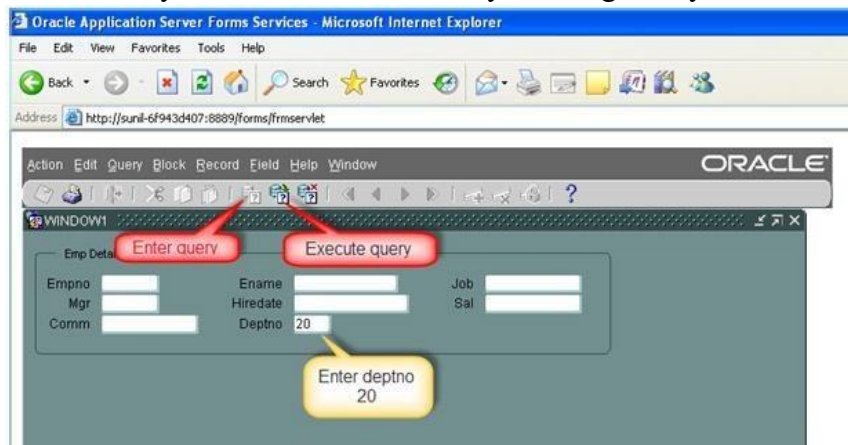 Oracle Application Server Forms Services - Microsoft Internet Explorer
File Edit View Favorites Tools Help
Back Search Favorites
Address http://sunil-6f943d407:8889/forms/frmservlet
Action Edit Query Block Record Field Help Window ORACLE
WINDOW1
Enter query Execute query
Emp Deta
Empno Ename Job
Mgr Hiredate Sal
Comm Deptno 20
Enter deptno
20